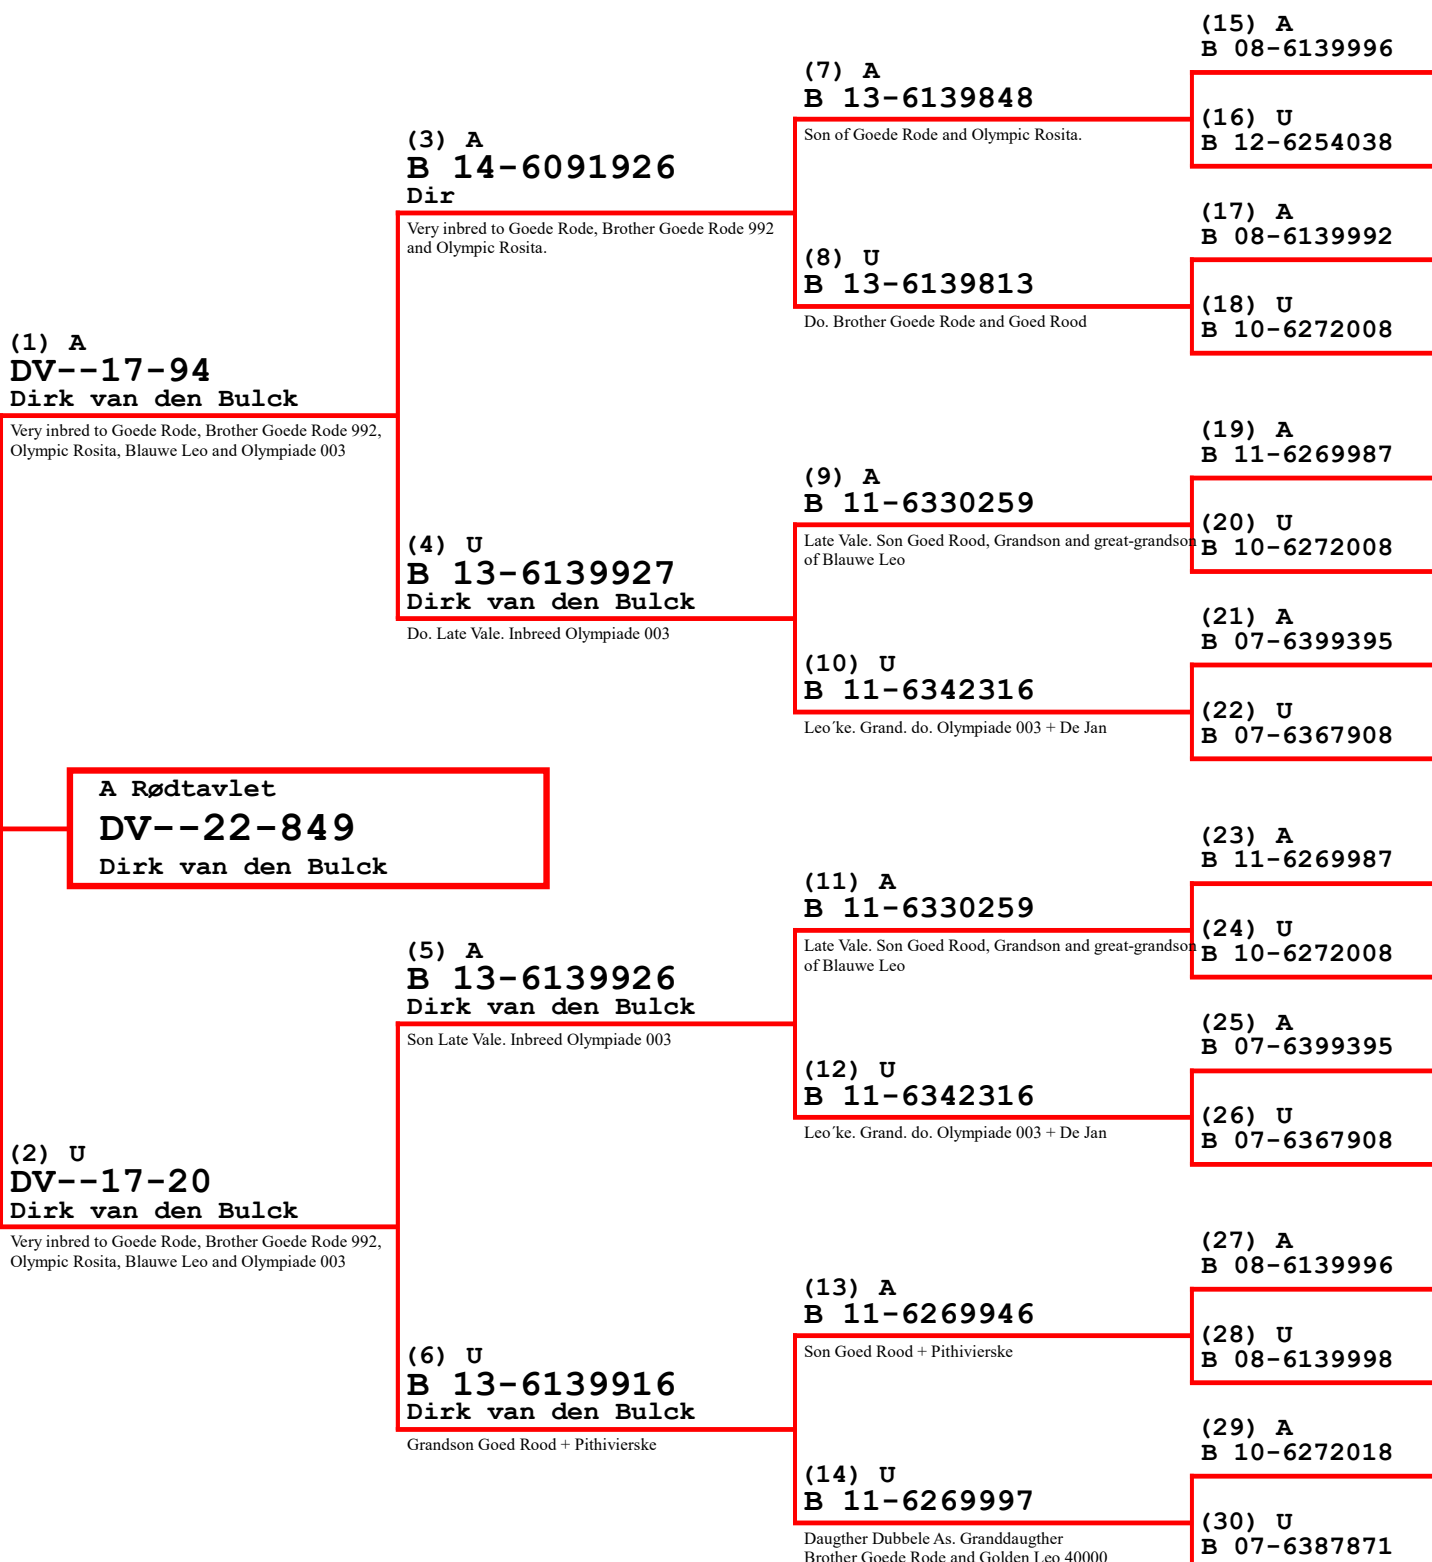 (1) A
DV--17-94
Dirk van den Bulck
Very inbred to Goede Rode, Brother Goede Rode 992,
Olympic Rosita, Blauwe Leo and Olympiade 003
A Rødtavlet
DV--22-849
Dirk van den Bulck
(2) U
DV--17-20
Dirk van den Bulck
Very inbred to Goede Rode, Brother Goede Rode 992,
Olympic Rosita, Blauwe Leo and Olympiade 003
(3) A
B 14-6091926
Dir
Very inbred to Goede Rode, Brother Goede Rode 992
and Olympic Rosita.
(4) U
B 13-6139927
Dirk van den Bulck
Do. Late Vale. Inbreed Olympiade 003
(5) A
B 13-6139926
Dirk van den Bulck
Son Late Vale. Inbreed Olympiade 003
(6) U
B 13-6139916
Dirk van den Bulck
Grandson Goed Rood + Pithivierske
(7) A
B 13-6139848
Son of Goede Rode and Olympic Rosita.
(8) U
B 13-6139813
Do. Brother Goede Rode and Goed Rood
(9) A
B 11-6330259
Late Vale. Son Goed Rood, Grandson and great-grandson
of Blauwe Leo
(10) U
B 11-6342316
Leo´ke. Grand. do. Olympiade 003 + De Jan
(11) A
B 11-6330259
Late Vale. Son Goed Rood, Grandson and great-grandson
of Blauwe Leo
(12) U
B 11-6342316
Leo´ke. Grand. do. Olympiade 003 + De Jan
(13) A
B 11-6269946
Son Goed Rood + Pithivierske
(14) U
B 11-6269997
Daugther Dubbele As. Granddaugther
Brother Goede Rode and Golden Leo 40000
(15) A
B 08-6139996
(16) U
B 12-6254038
(17) A
B 08-6139992
(18) U
B 10-6272008
(19) A
B 11-6269987
(20) U
B 10-6272008
(21) A
B 07-6399395
(22) U
B 07-6367908
(23) A
B 11-6269987
(24) U
B 10-6272008
(25) A
B 07-6399395
(26) U
B 07-6367908
(27) A
B 08-6139996
(28) U
B 08-6139998
(29) A
B 10-6272018
(30) U
B 07-6387871